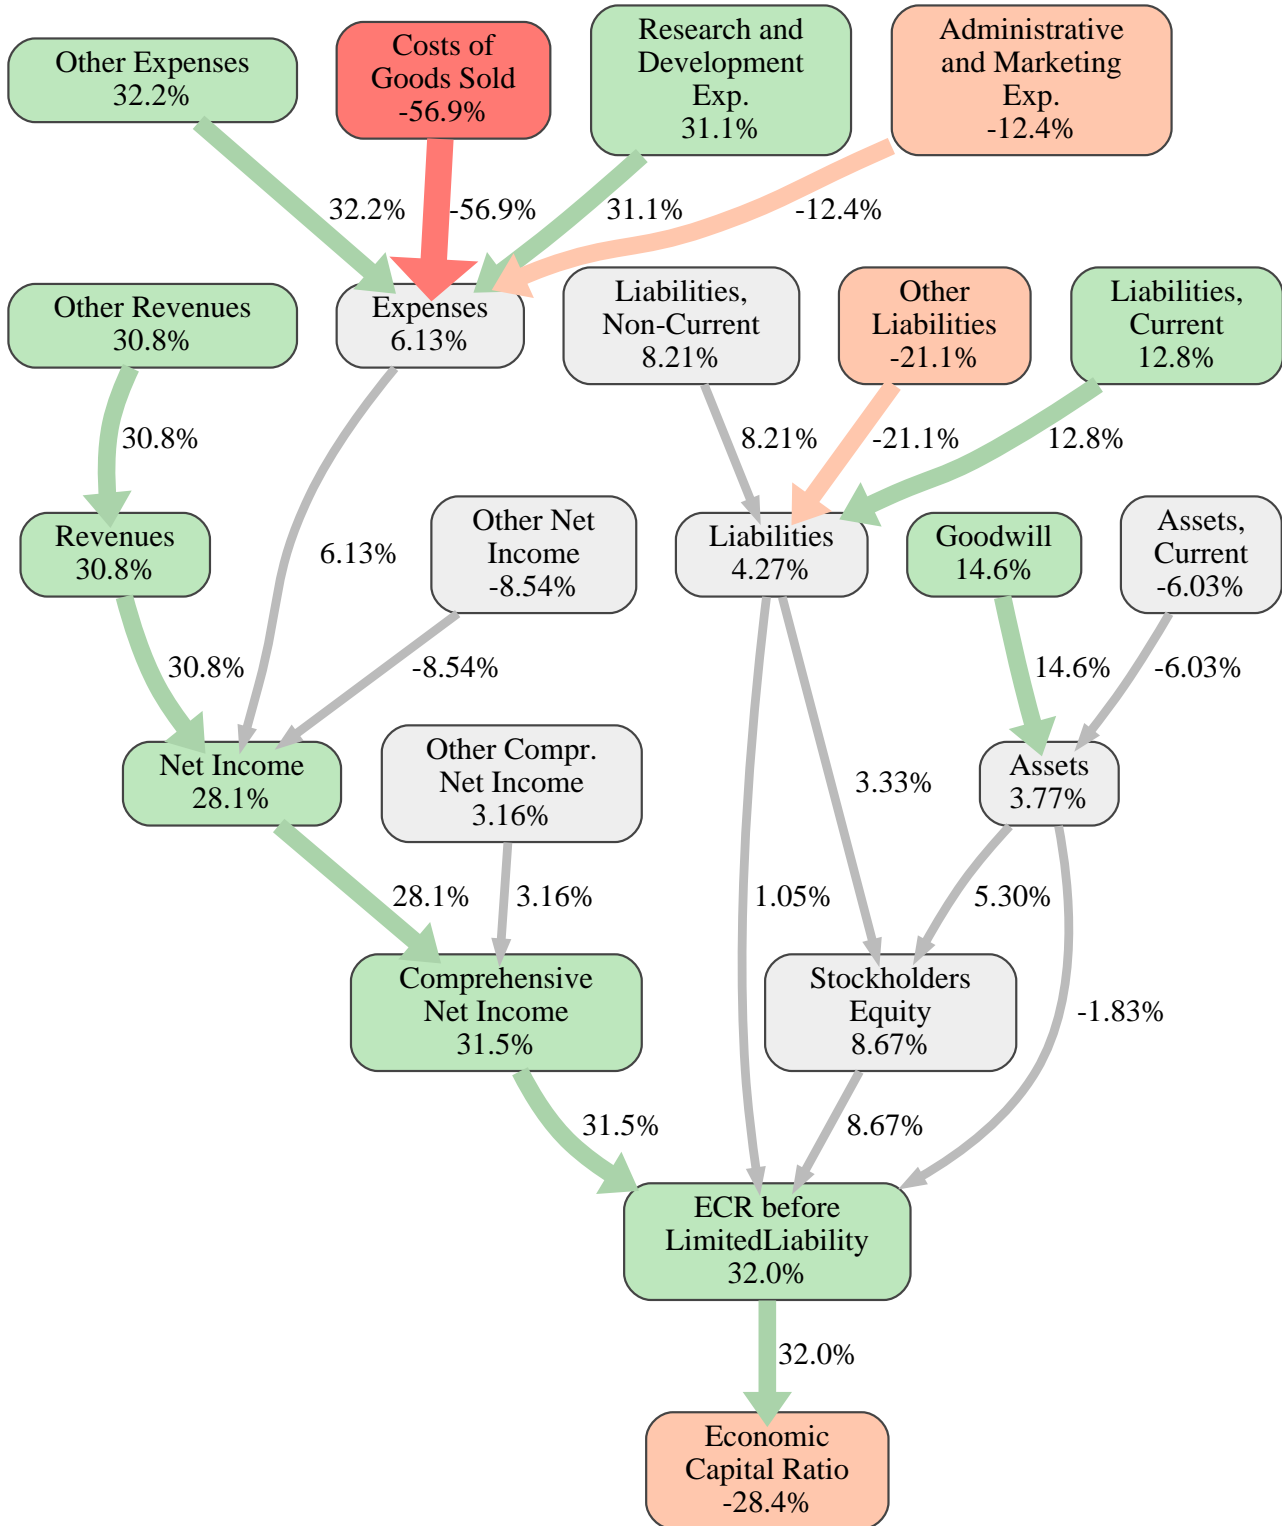 Other Expenses
32.2%
Costs of
Goods Sold
-56.9%
Research and
Development
Exp.
31.1%
Administrative
and Marketing
Exp.
-12.4%
32.2%
-56.9%
31.1%
-12.4%
Other Revenues
30.8%
Expenses
6.13%
Liabilities,
Non-Current
8.21%
Other
Liabilities
-21.1%
Liabilities,
Current
12.8%
30.8%
8.21%
-21.1%
12.8%
Revenues
30.8%
6.13%
Other Net
Income
-8.54%
Liabilities
4.27%
Goodwill
14.6%
Assets,
Current
-6.03%
30.8%
-8.54%
14.6%
-6.03%
Net Income
28.1%
Other Compr.
Net Income
3.16%
3.33%
Assets
3.77%
28.1%
3.16%
1.05%
5.30%
Comprehensive
Net Income
31.5%
Stockholders
Equity
8.67%
-1.83%
31.5%
8.67%
ECR before
LimitedLiability
32.0%
32.0%
Economic
Capital Ratio
-28.4%